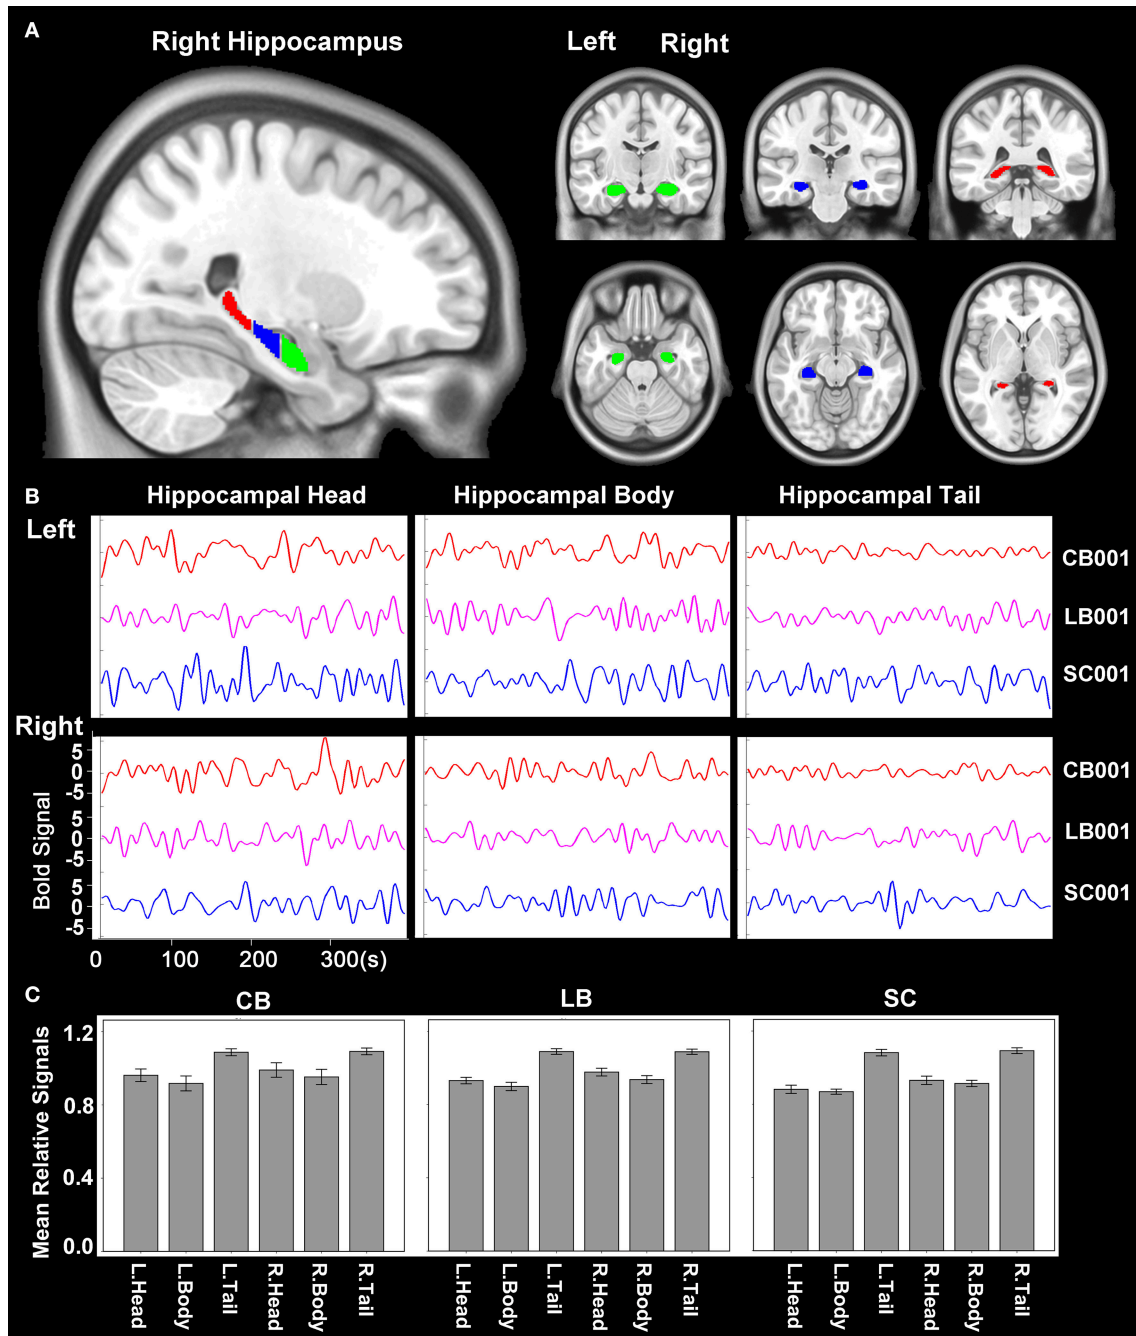 A
Right Hippocampus
Left Right
B
Hippocampal Head Hippocampal Body Hippocampal Tail
Left
CB001
LB001
SC001
Right
5
0
-5
CB001
5
0
-5
LB001
5
0
-5
SC001
Bold Signal
0 100 200 300(s)
C
CB LB SC
Mean Relative Signals
1.2
0.8
0.4
0.0
L.Head L.Body L.Tail R.Head R.Body R.Tail L.Head L.Body L.Tail R.Head R.Body R.Tail L.Head L.Body L.Tail R.Head R.Body R.Tail